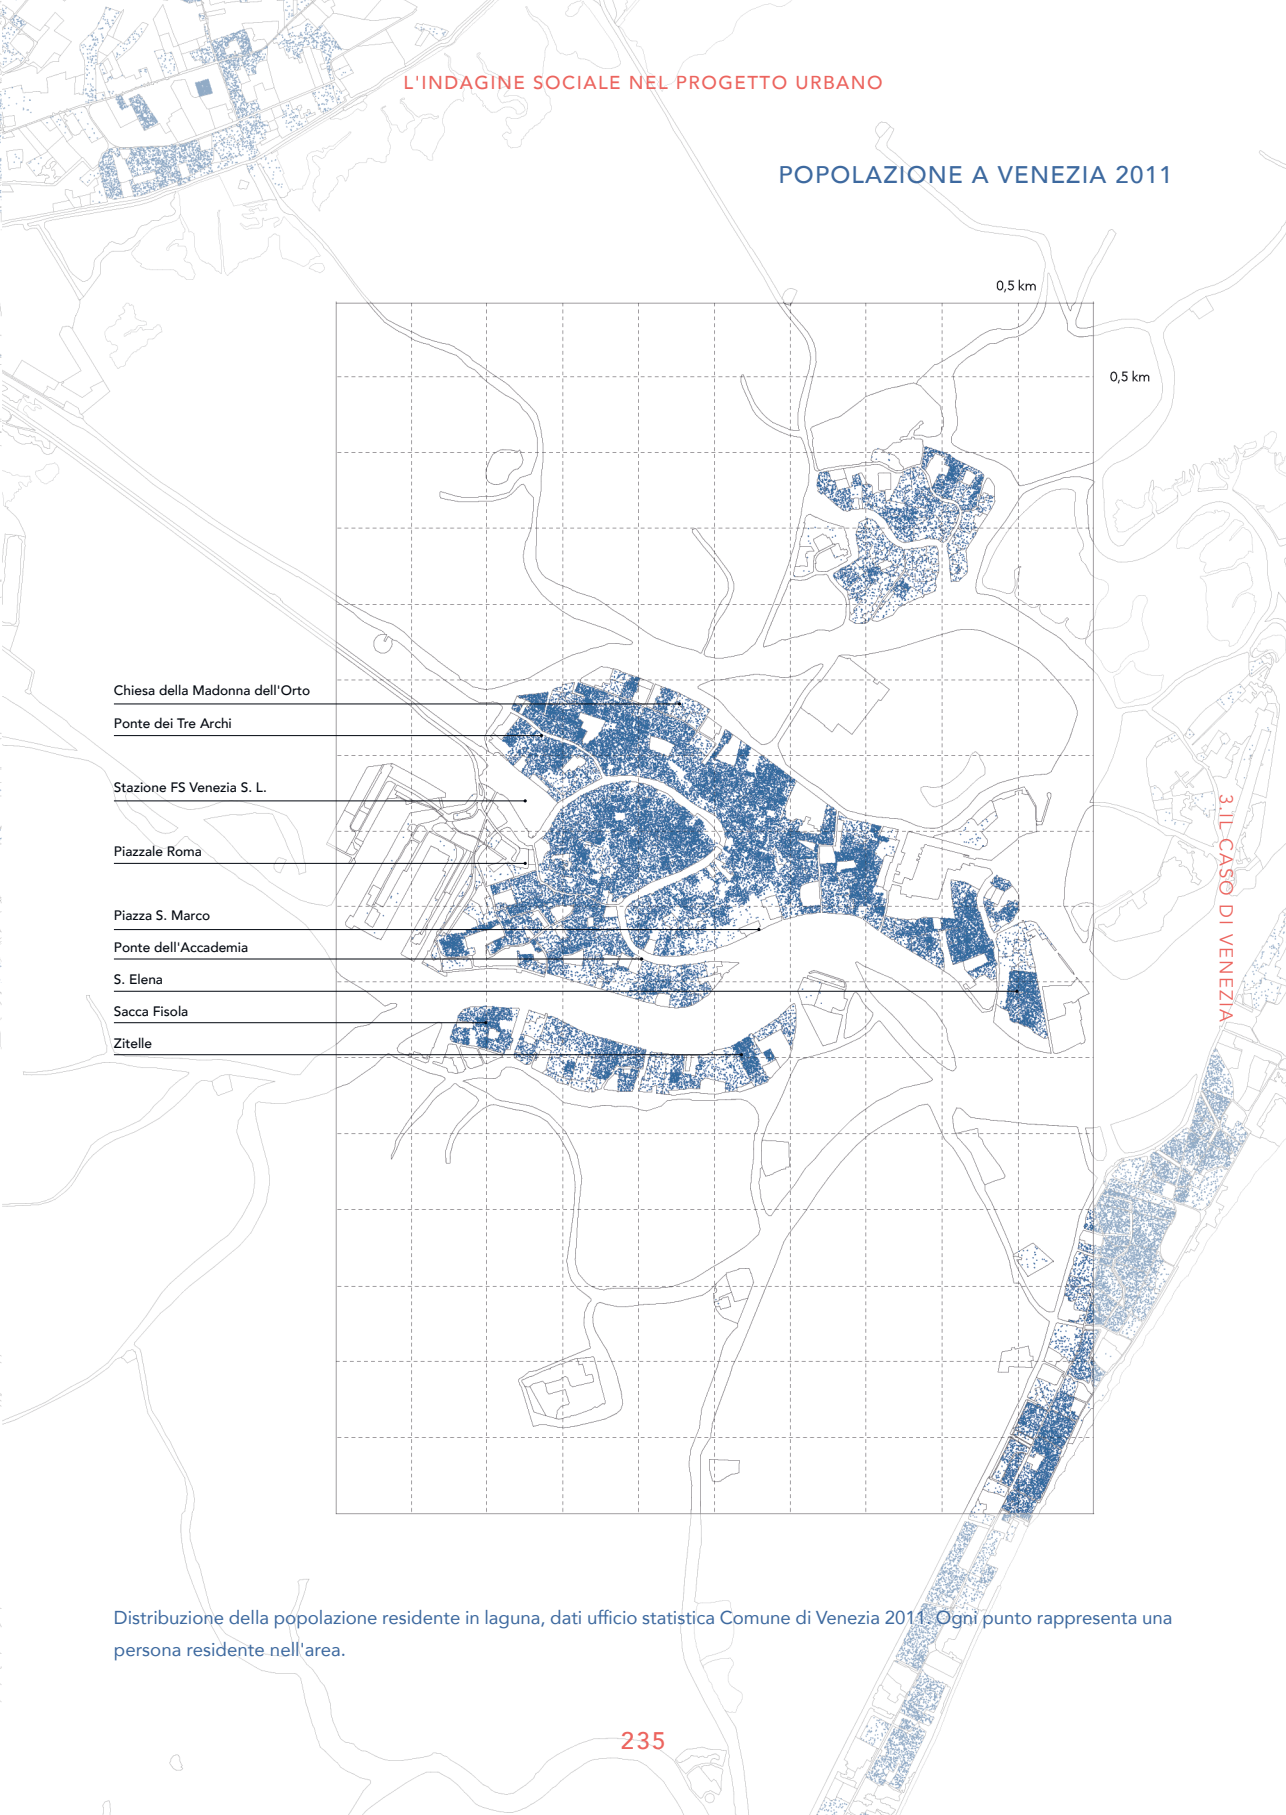 L'INDAGINE SOCIALE NEL PROGETTO URBANO
POPOLAZIONE A VENEZIA 2011
0,5 km
0,5 km
Chiesa della Madonna dell'Orto
Ponte dei Tre Archi
Stazione FS Venezia S. L.
Piazzale Roma
Piazza S. Marco
Ponte dell'Accademia
S. Elena
Sacca Fisola
Zitelle
3.IL CASO DI VENEZIA
Distribuzione della popolazione residente in laguna, dati ufficio statistica Comune di Venezia 2011. Ogni punto rappresenta una
persona residente nell'area.
235